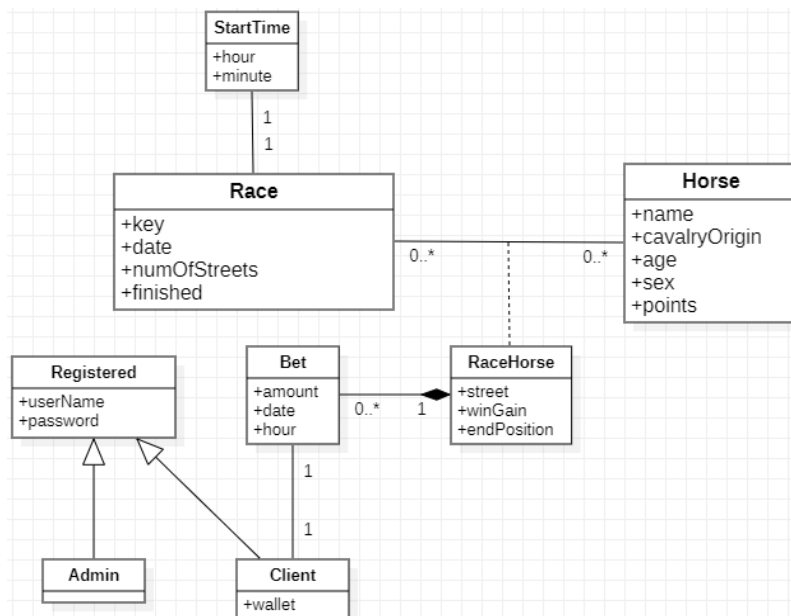 StartTime
+hour
+minute
1
1
Race
+key
+date
+numOfStreets
+finished
0..*
0..*
Horse
+name
+cavalryOrigin
+age
+sex
+points
Registered
+userName
+password
Bet
+amount
+date
+hour
0..*
1
RaceHorse
+street
+winGain
+endPosition
1
1
Admin
Client
+wallet